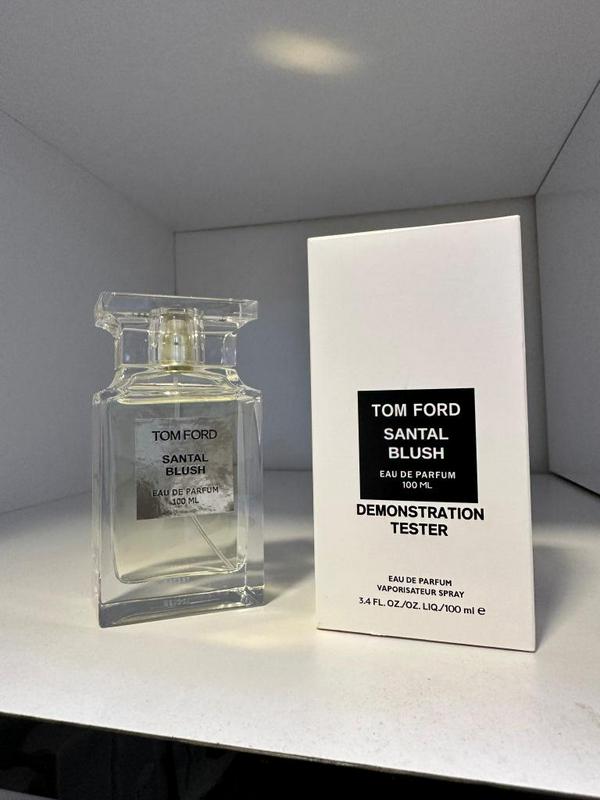 TOM FORD
SANTAL
BLUSH
EAU DE PARFUM
100 ML
TOM FORD
SANTAL
BLUSH
EAU DE PARFUM
100 ML
DEMONSTRATION
TESTER
EAU DE PARFUM
VAPORISATEUR SPRAY
3.4 FL. OZ./OZ. LIQ./100 ml ℮